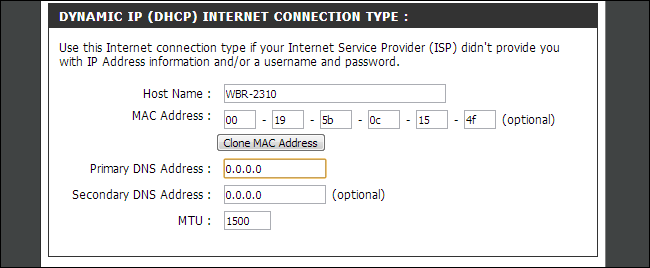 DYNAMIC IP (DHCP) INTERNET CONNECTION TYPE :
Use this Internet connection type if your Internet Service Provider (ISP) didn't provide you
with IP Address information and/or a username and password.
Host Name : WBR-2310
MAC Address : 00 - 19 - 5b - 0c - 15 - 4f (optional)
Clone MAC Address
Primary DNS Address : 0.0.0.0
Secondary DNS Address : 0.0.0.0 (optional)
MTU : 1500